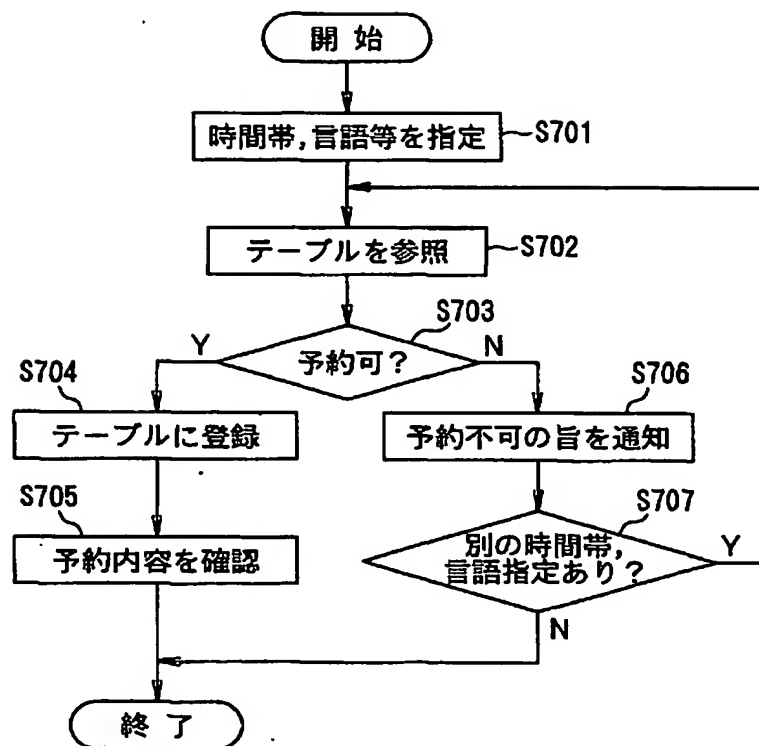 開始
時間帯,言語等を指定
S701
テーブルを参照
S702
S703
予約可?
Y
N
S704
テーブルに登録
S706
予約不可の旨を通知
S705
予約内容を確認
S707
別の時間帯,
言語指定あり?
Y
N
終了